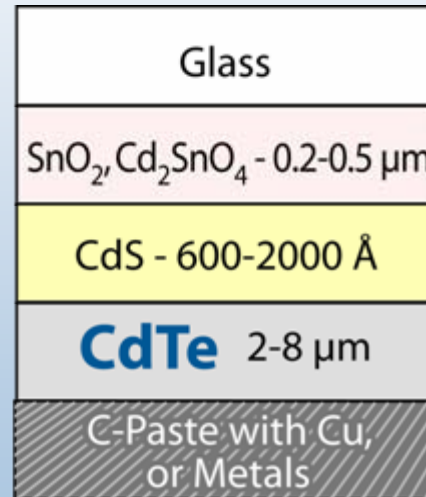 Glass
SnO₂, Cd₂SnO₄ - 0.2-0.5 µm
CdS - 600-2000 Å
CdTe 2-8 µm
C-Paste with Cu,
or Metals